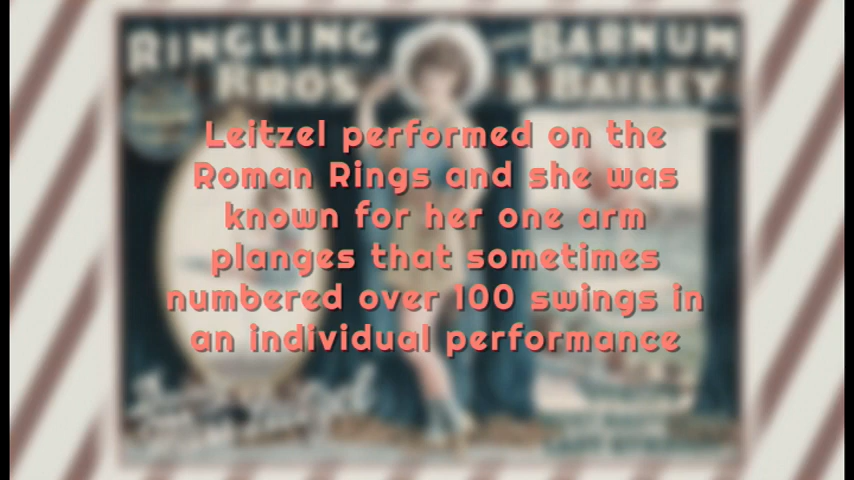 RINGLING BARNUM
BROS & BAILEY
Leitzel performed on the
Roman Rings and she was
known for her one arm
planges that sometimes
numbered over 100 swings in
an individual performance